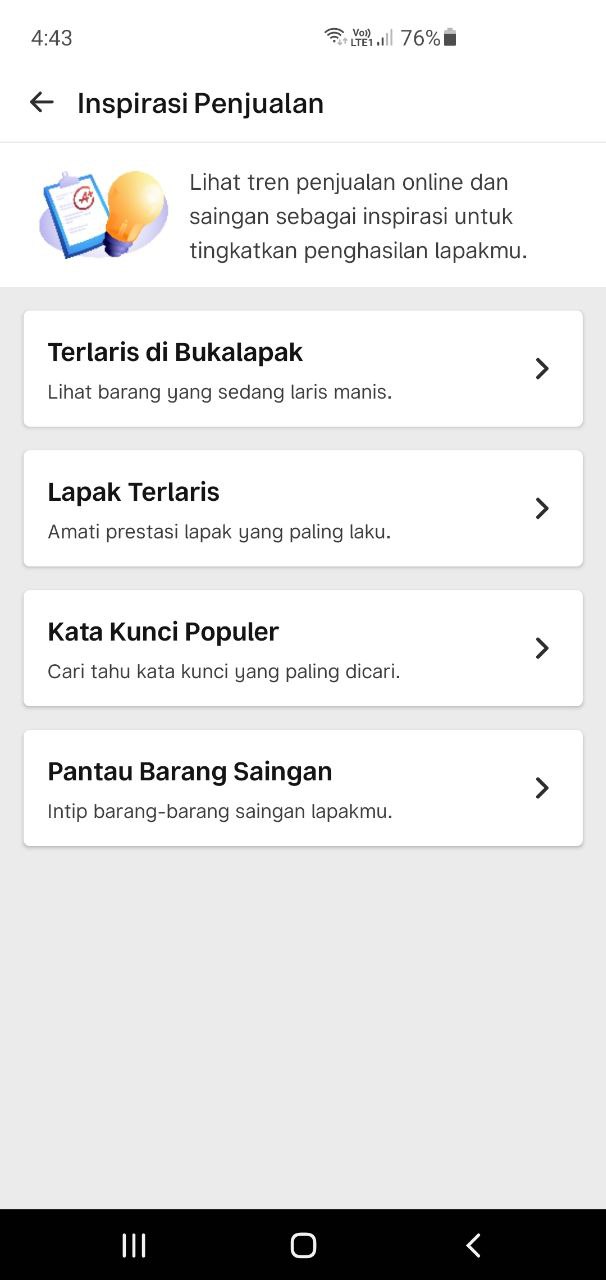 4:43
Vo))
LTE1
76%
Inspirasi Penjualan
A+
Lihat tren penjualan online dan
saingan sebagai inspirasi untuk
tingkatkan penghasilan lapakmu.
Terlaris di Bukalapak
Lihat barang yang sedang laris manis.
Lapak Terlaris
Amati prestasi lapak yang paling laku.
Kata Kunci Populer
Cari tahu kata kunci yang paling dicari.
Pantau Barang Saingan
Intip barang-barang saingan lapakmu.